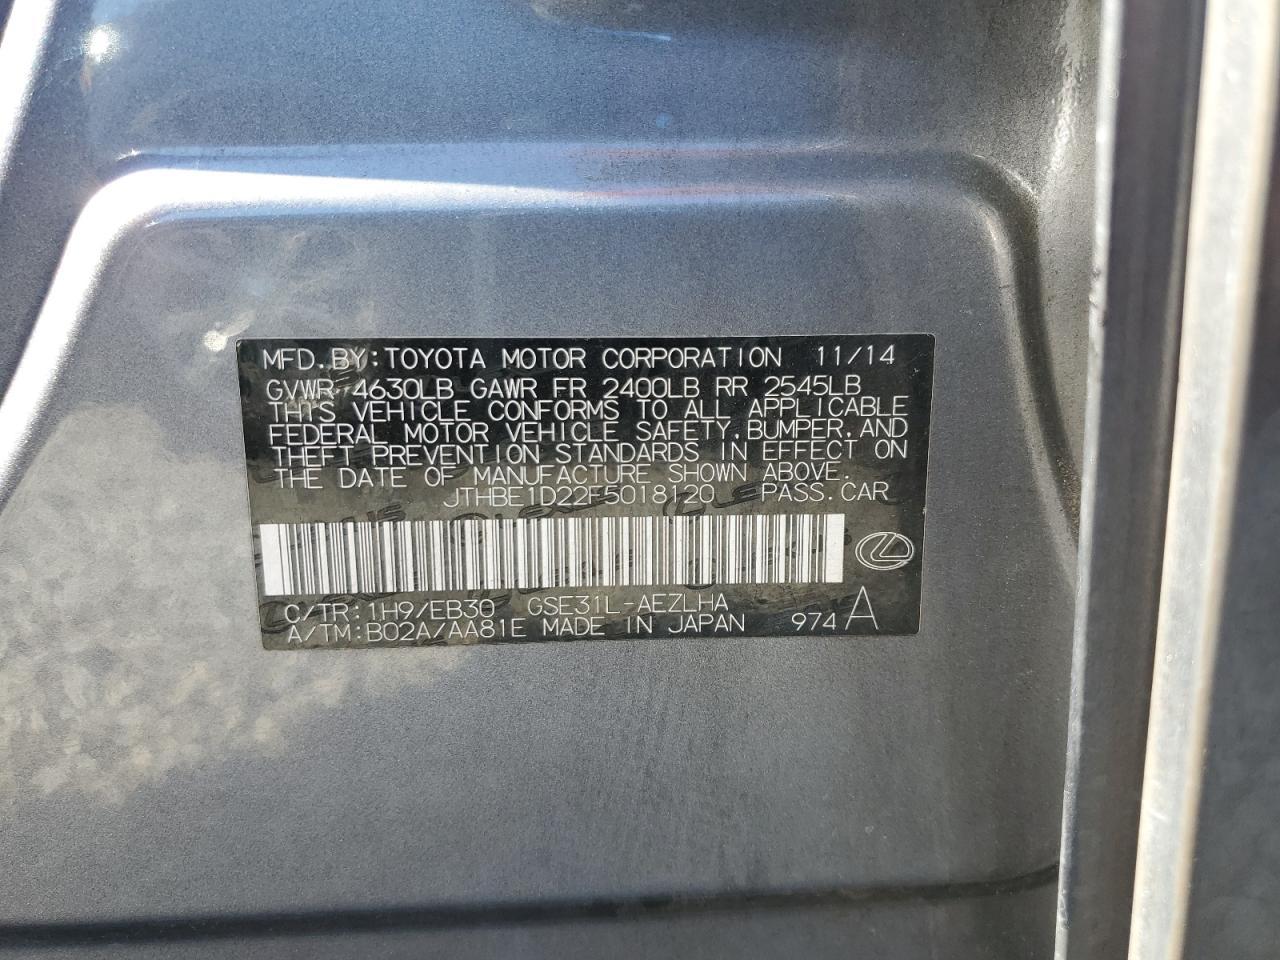 MFD. BY: TOYOTA MOTOR CORPORATION 11/14
GVWR 4630LB GAWR FR 2400LB RR 2545LB
THIS VEHICLE CONFORMS TO ALL APPLICABLE
FEDERAL MOTOR VEHICLE SAFETY, BUMPER, AND
THEFT PREVENTION STANDARDS IN EFFECT ON
THE DATE OF MANUFACTURE SHOWN ABOVE.
JTHBE1D22F5018120 PASS. CAR
C/TR: 1H9/EB30 GSE31L-AEZLHA
A/TM: B02A/AA81E MADE IN JAPAN 974 A